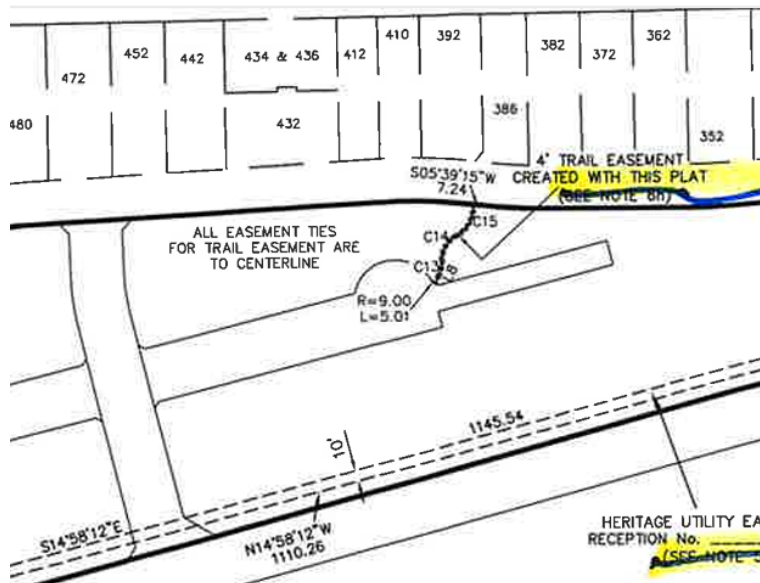 410
392
452
442
434 & 436
412
382
372
362
472
480
432
386
352
4' TRAIL EASEMENT
CREATED WITH THIS PLAT
(SEE NOTE 8h)
S05°39'15"W
7.24
ALL EASEMENT TIES
FOR TRAIL EASEMENT ARE
TO CENTERLINE
C15
C14
C13
L8
R=9.00
L=5.01
1145.54
10'
S14°58'12"E
N14°58'12"W
1110.26
HERITAGE UTILITY EA
RECEPTION No.
(SEE NOTE 5